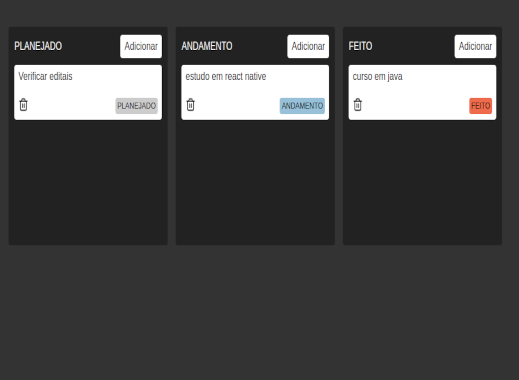 PLANEJADO Adicionar
Verificar editais
PLANEJADO
ANDAMENTO Adicionar
estudo em react native
ANDAMENTO
FEITO Adicionar
curso em java
FEITO